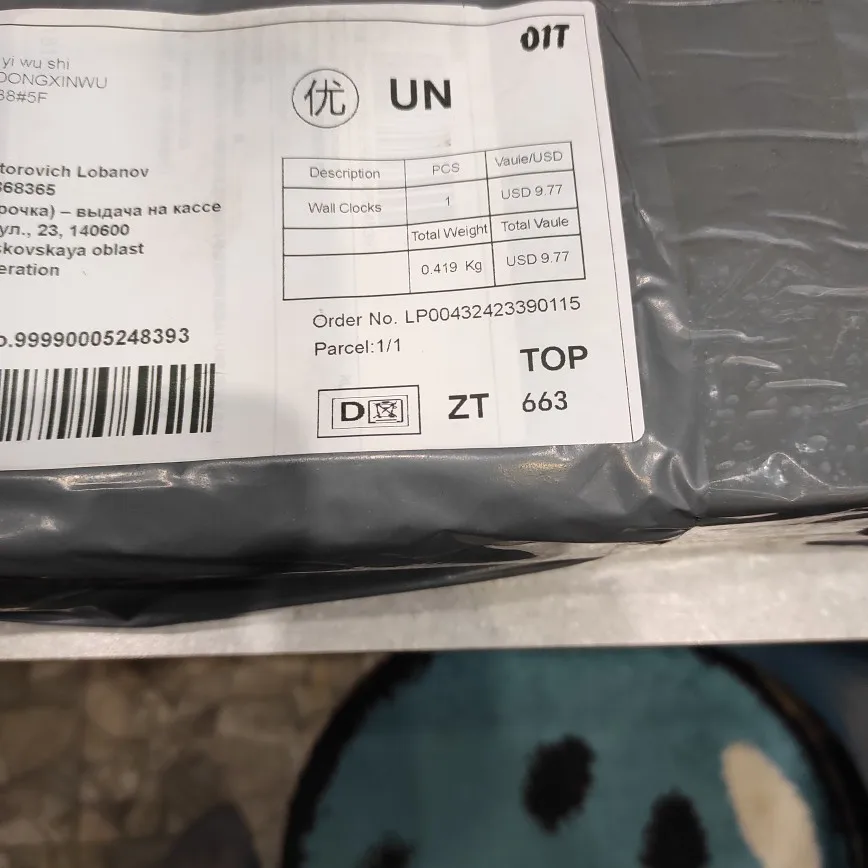 01T
yi wu shi
DONGXINWU
38#5F
优 UN
torovich Lobanov
668365
рочка) – выдача на кассе
ул., 23, 140600
skovskaya oblast
eration
Description PCS Vaule/USD
Wall Clocks 1 USD 9.77
Total Weight Total Vaule
0.419 Kg USD 9.77
Order No. LP00432423390115
Parcel:1/1
o.99990005248393
TOP
D ZT 663